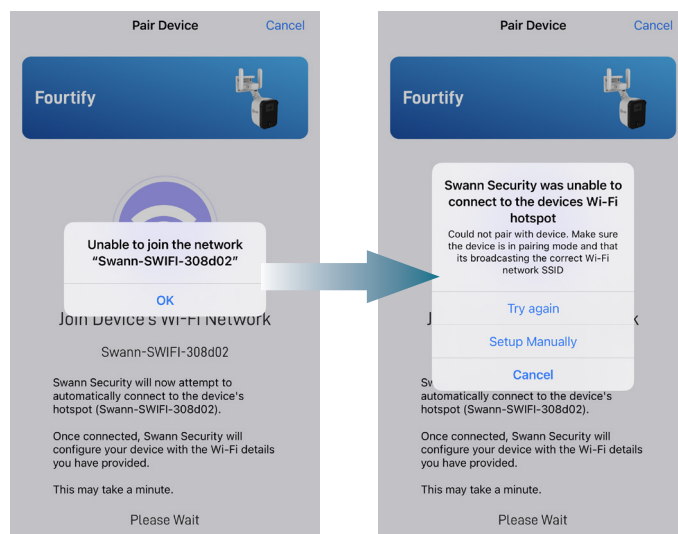 Pair Device
Cancel
Fourtify
Unable to join the network
“Swann-SWIFI-308d02”
OK
Join Device's Wi-Fi Network
Swann-SWIFI-308d02
Swann Security will now attempt to
automatically connect to the device's
hotspot (Swann-SWIFI-308d02).
Once connected, Swann Security will
configure your device with the Wi-Fi details
you have provided.
This may take a minute.
Please Wait
Pair Device
Cancel
Fourtify
Swann Security was unable to
connect to the devices Wi-Fi
hotspot
Could not pair with device. Make sure
the device is in pairing mode and that
its broadcasting the correct Wi-Fi
network SSID
Try again
Setup Manually
Cancel
hotspot (Swann-SWIFI-308d02).
Once connected, Swann Security will
configure your device with the Wi-Fi details
you have provided.
This may take a minute.
Please Wait